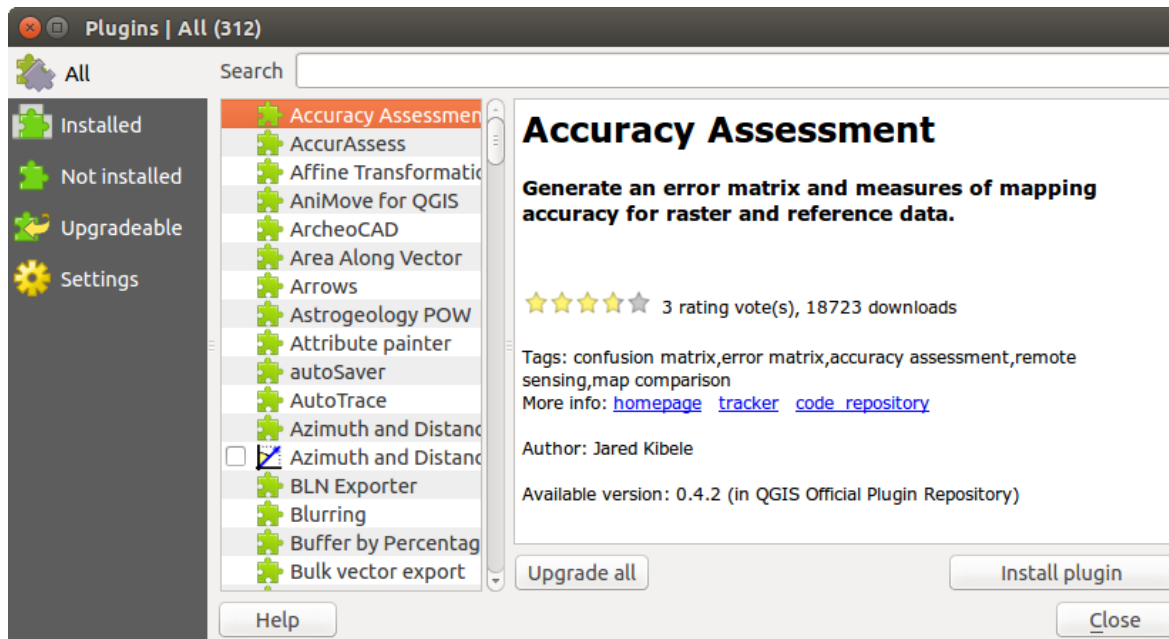 Plugins | All (312)
All
Installed
Not installed
Upgradeable
Settings
Search
Accuracy Assessmen
AccurAssess
Affine Transformatic
AniMove for QGIS
ArcheoCAD
Area Along Vector
Arrows
Astrogeology POW
Attribute painter
autoSaver
AutoTrace
Azimuth and Distanc
Azimuth and Distanc
BLN Exporter
Blurring
Buffer by Percentag
Bulk vector export
Accuracy Assessment
Generate an error matrix and measures of mapping
accuracy for raster and reference data.
3 rating vote(s), 18723 downloads
Tags: confusion matrix,error matrix,accuracy assessment,remote
sensing,map comparison
More info: homepage tracker code_repository
Author: Jared Kibele
Available version: 0.4.2 (in QGIS Official Plugin Repository)
Upgrade all
Install plugin
Help
Close